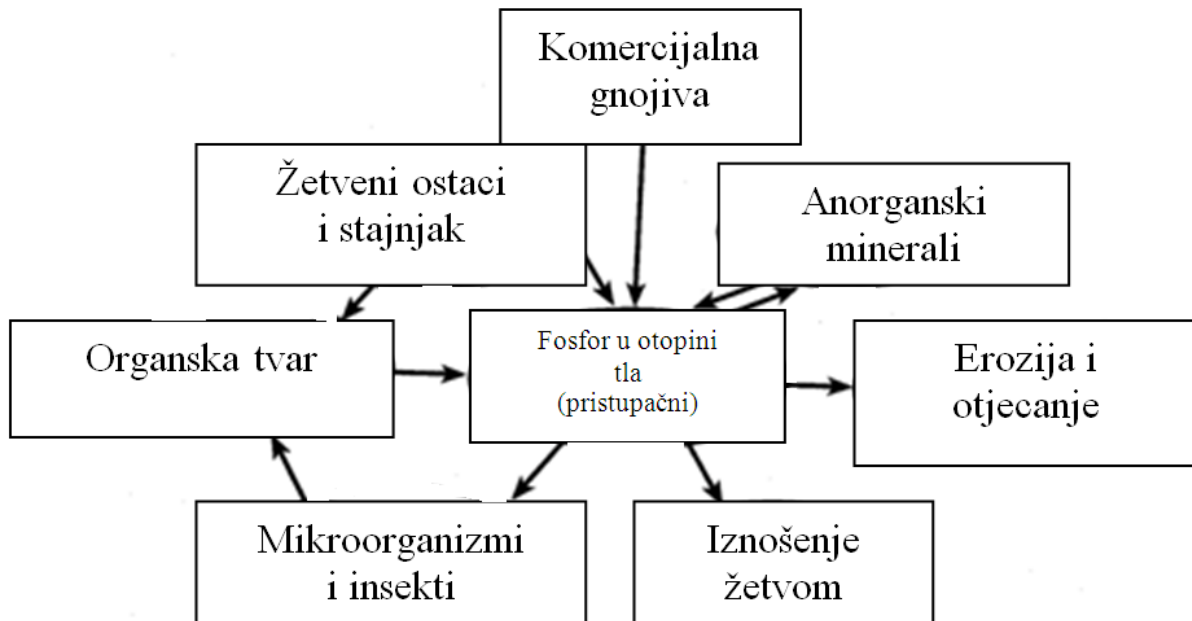 Komercijalna
gnojiva
Žetveni ostaci
i stajnjak
Anorganski
minerali
Organska tvar
Fosfor u otopini
tla
(pristupačni)
Erozija i
otjecanje
Mikroorganizmi
i insekti
Iznošenje
žetvom